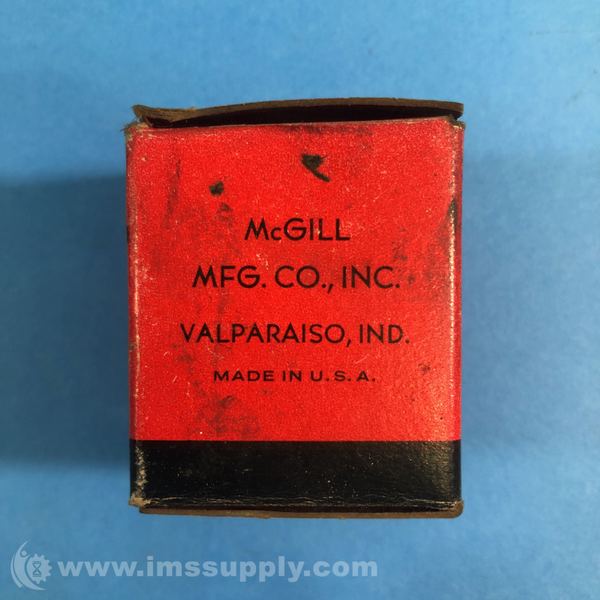 McGILL
MFG. CO., INC.
VALPARAISO, IND.
MADE IN U.S.A.
www.imssupply.com